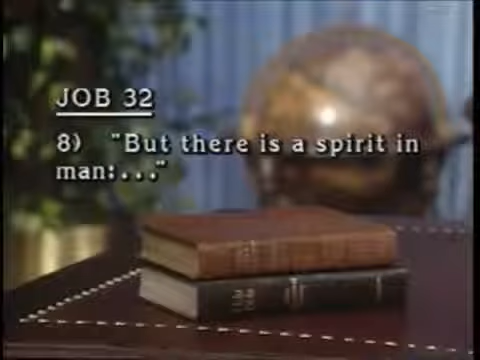 JOB 32
8) "But there is a spirit in
man:..."